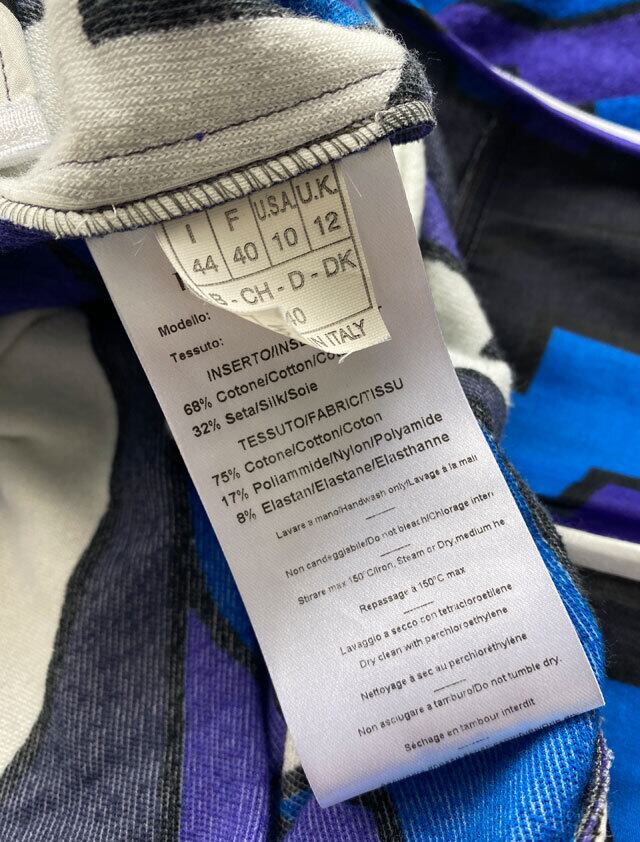 I F U.S.A. U.K.
44 40 10 12
- CH - D - DK
40
N ITALY
Modello:
Tessuto:
INSERTO/INSE
68% Cotone/Cotton/Co
32% Seta/Silk/Soie
TESSUTO/FABRIC/TISSU
75% Cotone/Cotton/Coton
17% Poliammide/Nylon/Polyamide
8% Elastan/Elastane/Elasthanne
Lavare a mano/Handwash only/Lavage à la mai
Non candeggiabile/Do not bleach/Chlorage inter
Stirare max 150°C/Iron, Steam or Dry,medium he
Repassage à 150°C max
Lavaggio a secco con tetracloroetilene
Dry clean with perchloroethylene
Nettoyage à sec au perchloréthylène
Non asciugare a tamburo/Do not tumble dry.
Séchage en tambour interdit